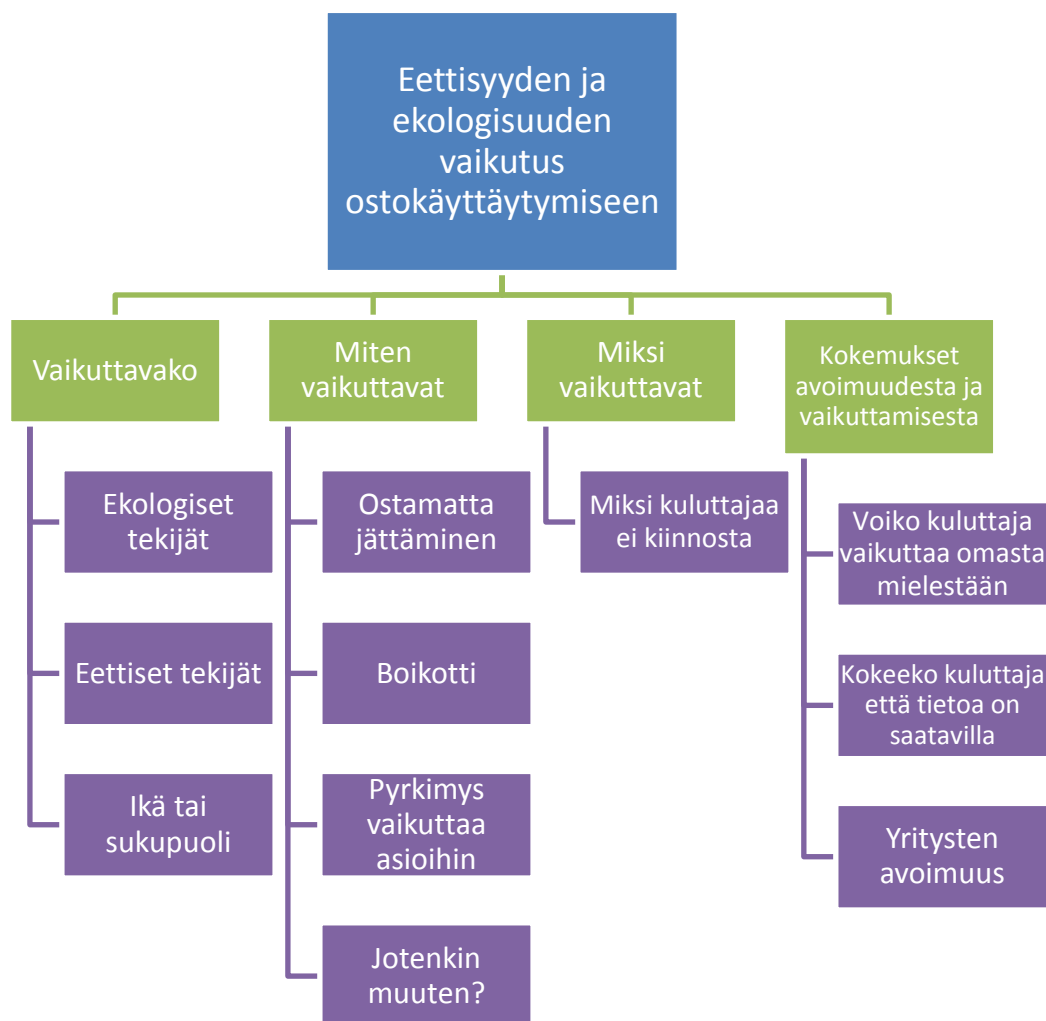 Eettisyyden ja
ekologisuuden
vaikutus
ostokäyttäytymiseen
Vaikuttavako
Ekologiset
tekijät
Eettiset tekijät
Ikä tai
sukupuoli
Miten
vaikuttavat
Ostamatta
jättäminen
Boikotti
Pyrkimys
vaikuttaa
asioihin
Jotenkin
muuten?
Miksi
vaikuttavat
Miksi kuluttajaa
ei kiinnosta
Kokemukset
avoimuudesta ja
vaikuttamisesta
Voiko kuluttaja
vaikuttaa omasta
mielestään
Kokeeko kuluttaja
että tietoa on
saatavilla
Yritysten
avoimuus